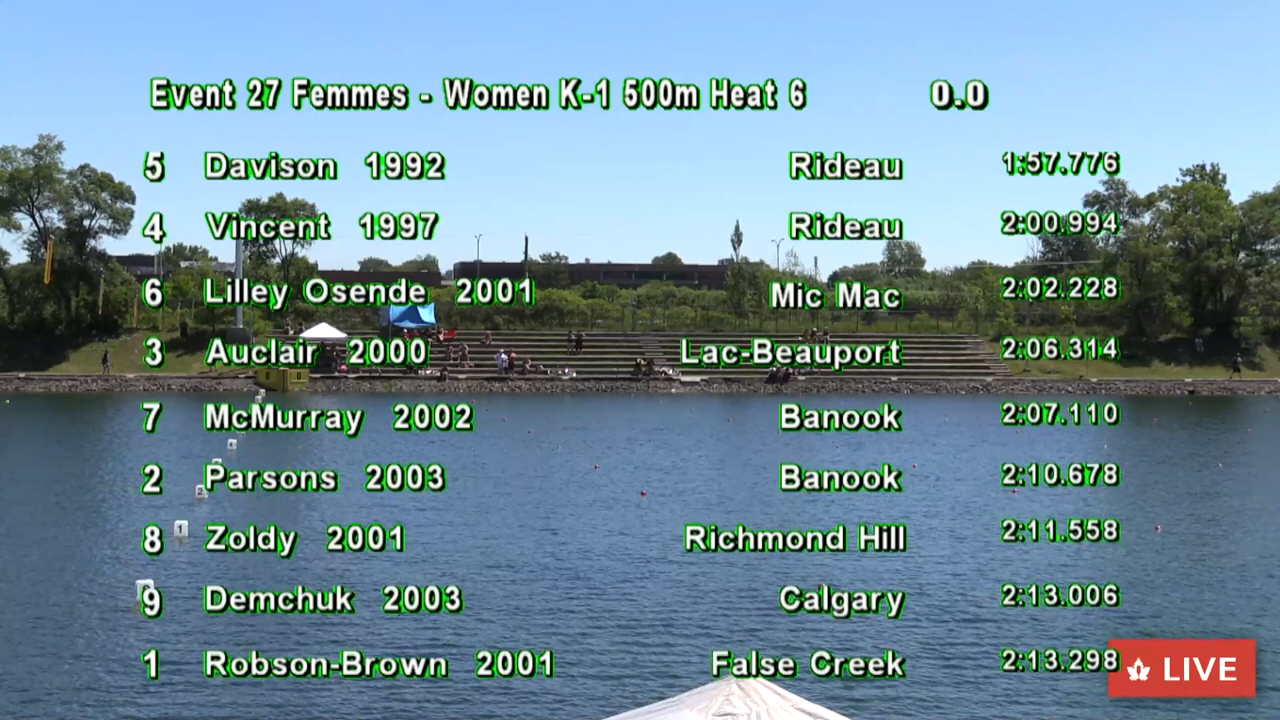 Event 27 Femmes - Women K-1 500m Heat 6 0.0
5 Davison 1992 Rideau 1:57.776
4 Vincent 1997 Rideau 2:00.994
6 Lilley Osende 2001 Mic Mac 2:02.228
3 Auclair 2000 Lac-Beauport 2:06.314
7 McMurray 2002 Banook 2:07.110
2 Parsons 2003 Banook 2:10.678
8 Zoldy 2001 Richmond Hill 2:11.558
9 Demchuk 2003 Calgary 2:13.006
1 Robson-Brown 2001 False Creek 2:13.298
LIVE
2
1